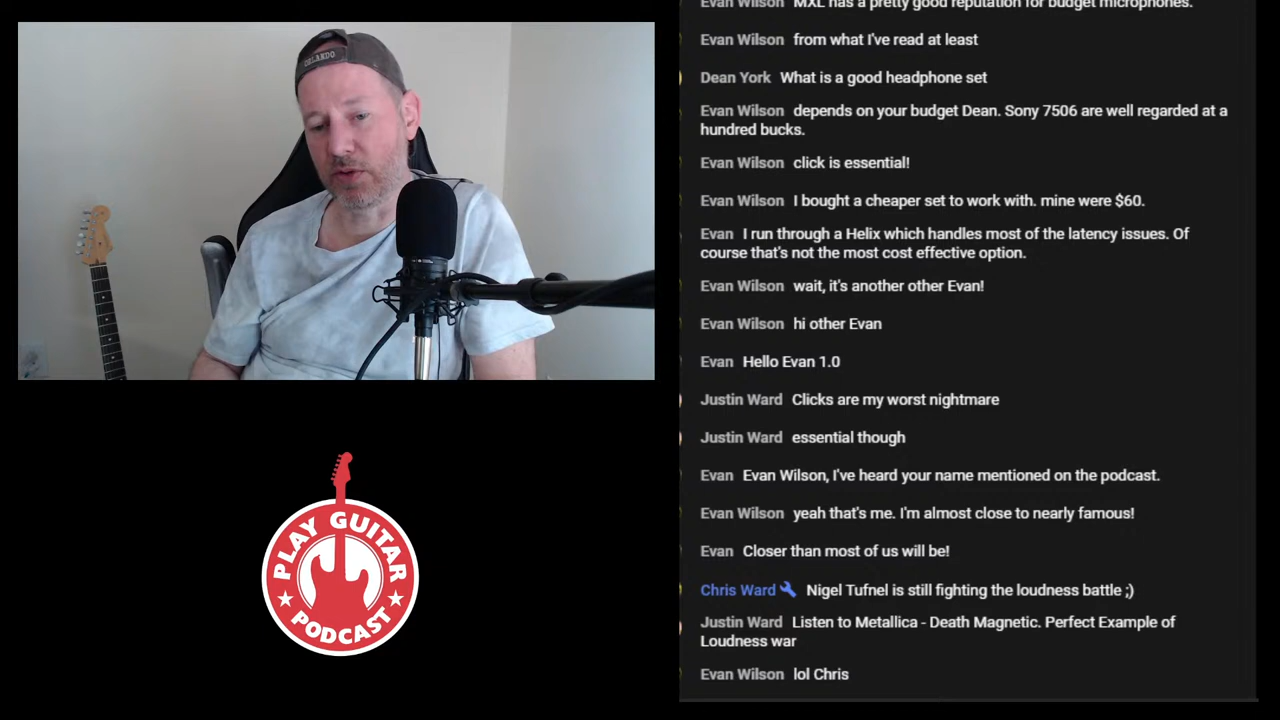 ORLANDO
PLAY GUITAR
PODCAST
Evan Wilson MXL has a pretty good reputation for budget microphones.
Evan Wilson from what I've read at least
Dean York What is a good headphone set
Evan Wilson depends on your budget Dean. Sony 7506 are well regarded at a
hundred bucks.
Evan Wilson click is essential!
Evan Wilson I bought a cheaper set to work with. mine were $60.
Evan I run through a Helix which handles most of the latency issues. Of
course that's not the most cost effective option.
Evan Wilson wait, it's another other Evan!
Evan Wilson hi other Evan
Evan Hello Evan 1.0
Justin Ward Clicks are my worst nightmare
Justin Ward essential though
Evan Evan Wilson, I've heard your name mentioned on the podcast.
Evan Wilson yeah that's me. I'm almost close to nearly famous!
Evan Closer than most of us will be!
Chris Ward Nigel Tufnel is still fighting the loudness battle ;)
Justin Ward Listen to Metallica - Death Magnetic. Perfect Example of
Loudness war
Evan Wilson lol Chris